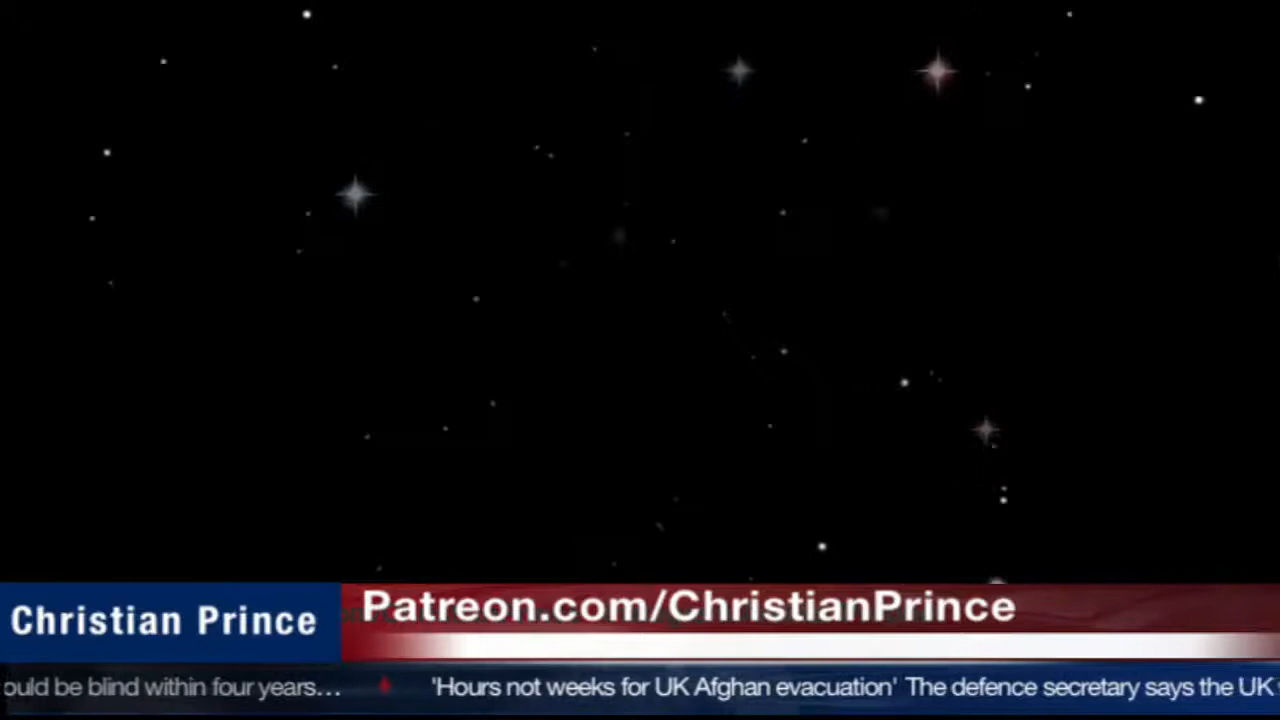 Patreon.com/ChristianPrince
Christian Prince
ould be blind within four years... 'Hours not weeks for UK Afghan evacuation' The defence secretary says the UK